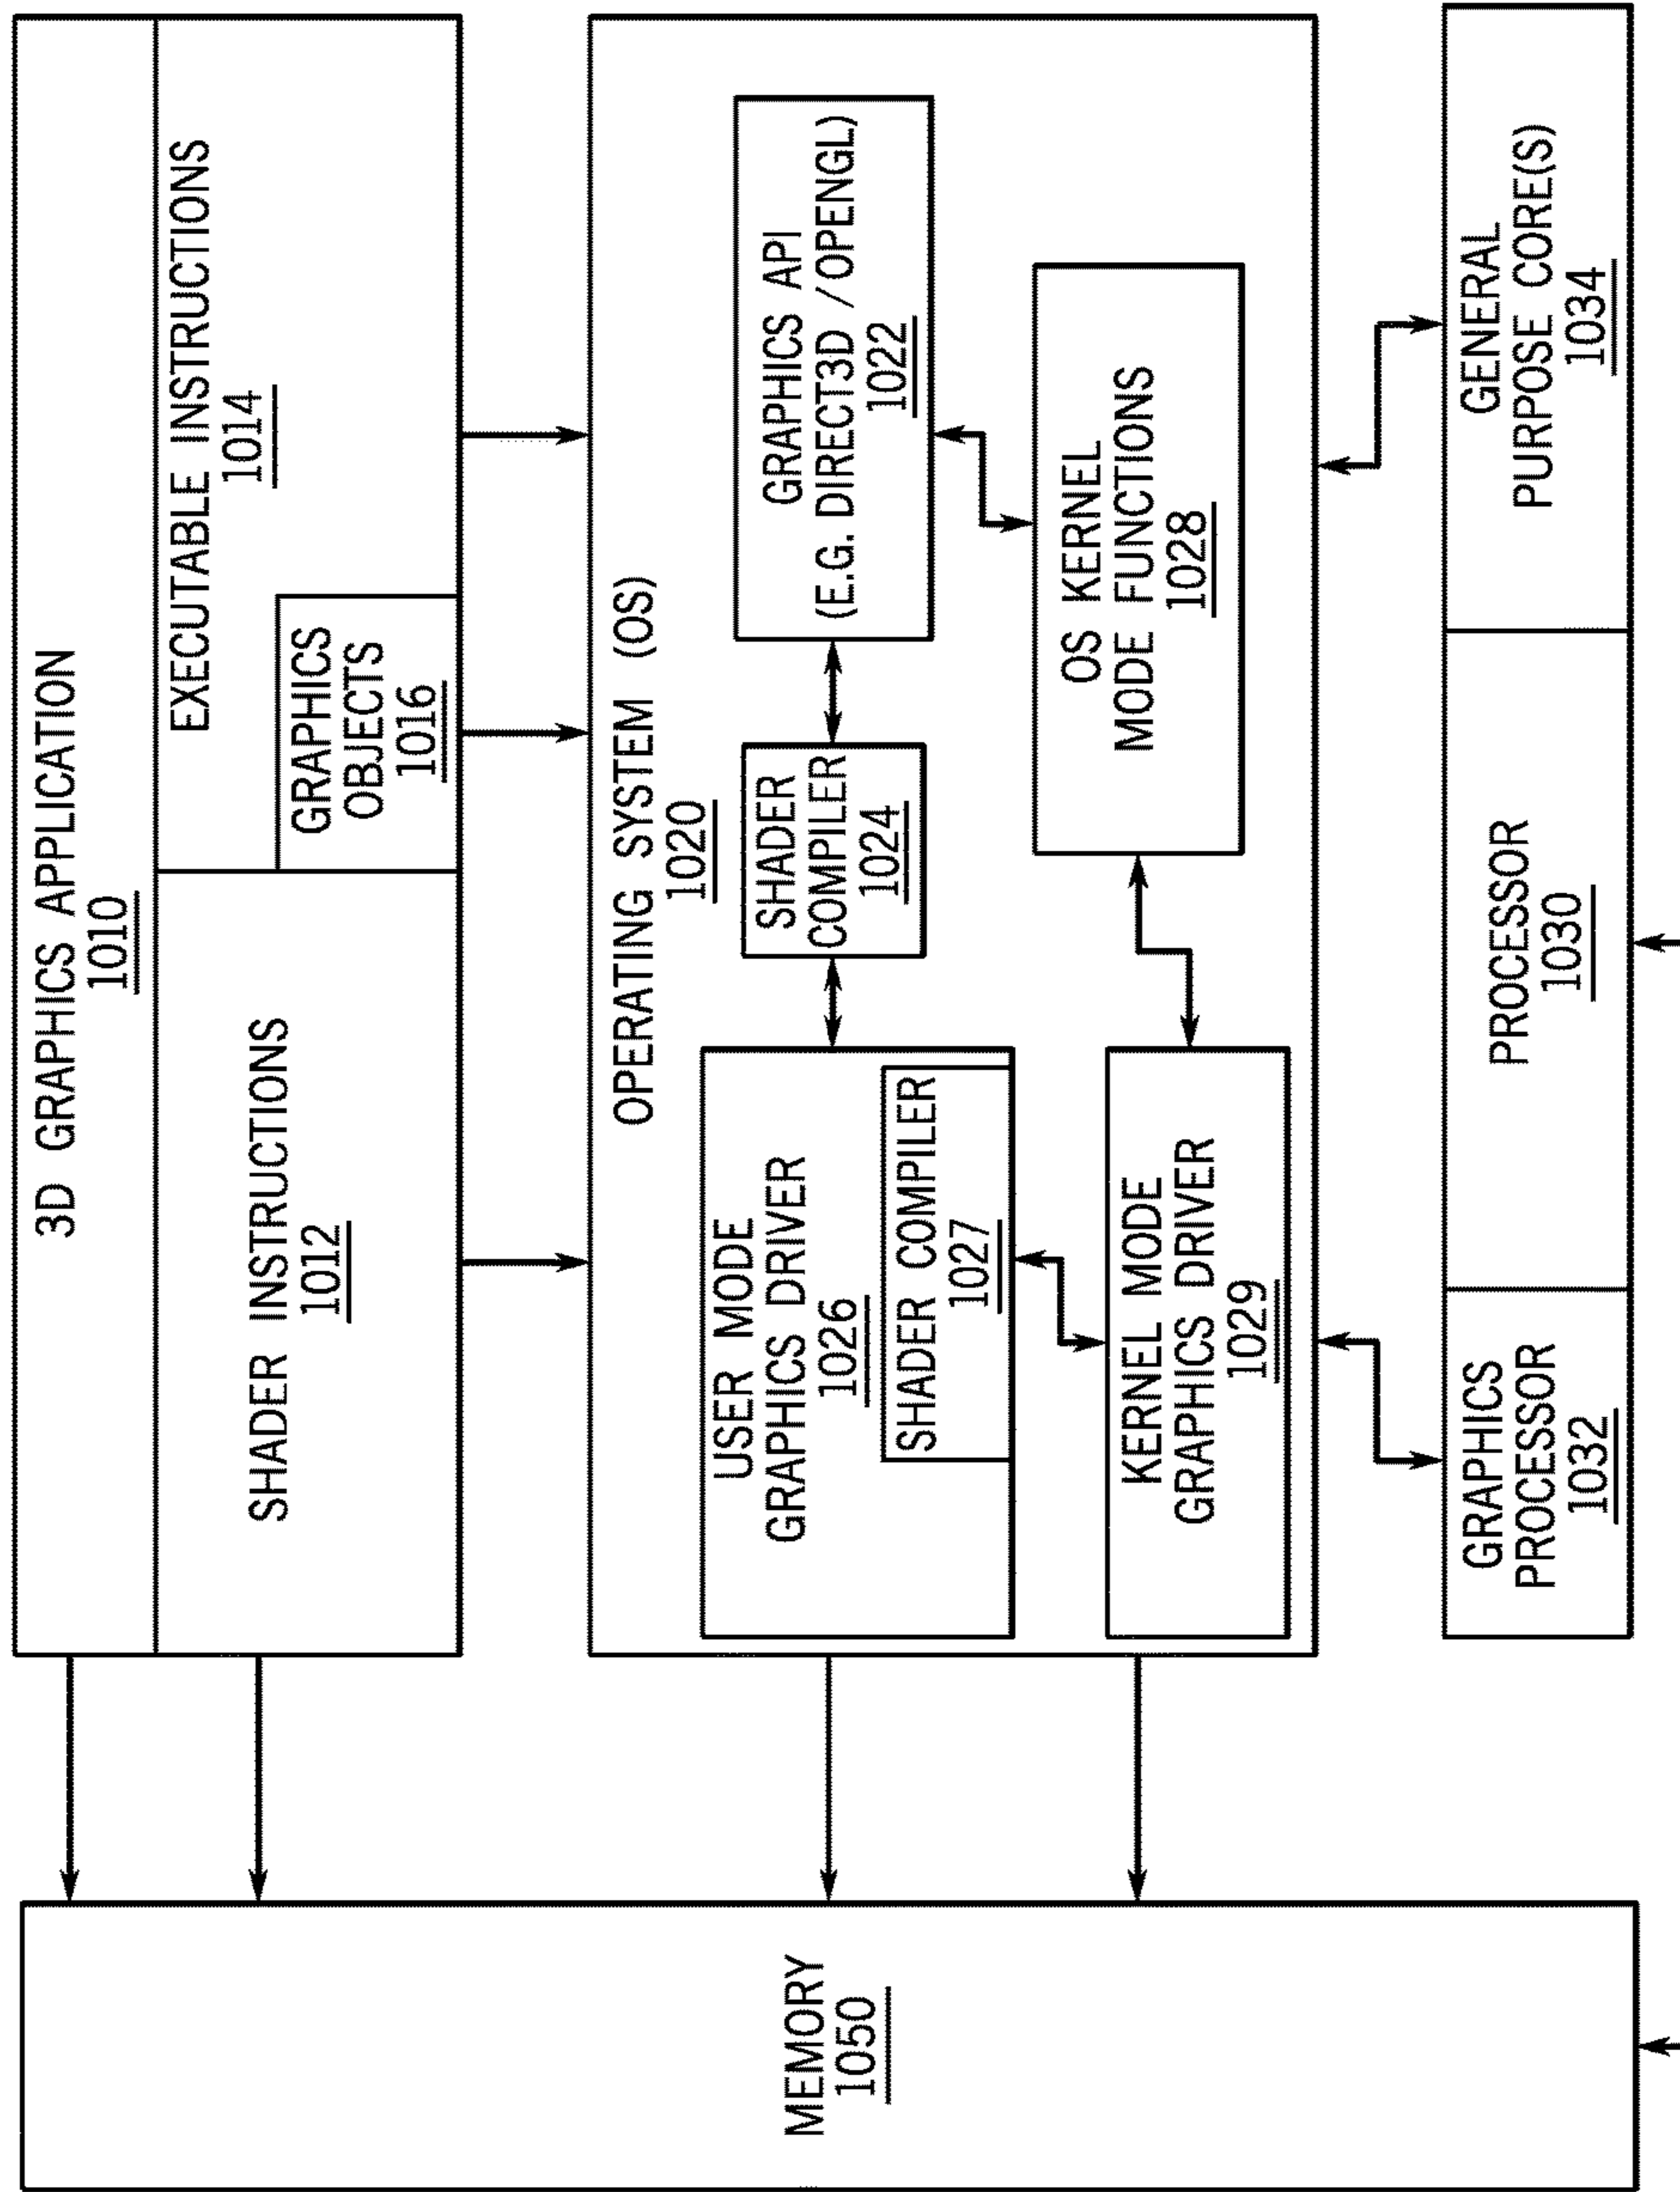 3D GRAPHICS APPLICATION
1010
SHADER INSTRUCTIONS
1012
EXECUTABLE INSTRUCTIONS
1014
GRAPHICS
OBJECTS
1016
OPERATING SYSTEM (OS)
1020
USER MODE
GRAPHICS DRIVER
1026
SHADER COMPILER
1027
SHADER
COMPILER
1024
GRAPHICS API
(E.G. DIRECT3D /OPENGL)
1022
KERNEL MODE
GRAPHICS DRIVER
1029
OS KERNEL
MODE FUNCTIONS
1028
GRAPHICS
PROCESSOR
1032
PROCESSOR
1030
GENERAL
PURPOSE CORE(S)
1034
MEMORY
1050